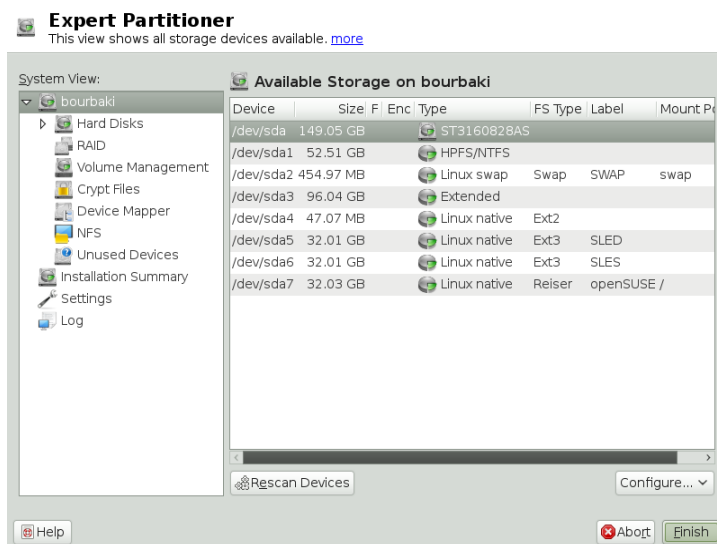 Expert Partitioner
This view shows all storage devices available. more
System View:
bourbaki
Hard Disks
RAID
Volume Management
Crypt Files
Device Mapper
NFS
Unused Devices
Installation Summary
Settings
Log
Available Storage on bourbaki
Device Size F Enc Type FS Type Label Mount Po
/dev/sda 149.05 GB ST3160828AS
/dev/sda1 52.51 GB HPFS/NTFS
/dev/sda2 454.97 MB Linux swap Swap SWAP swap
/dev/sda3 96.04 GB Extended
/dev/sda4 47.07 MB Linux native Ext2
/dev/sda5 32.01 GB Linux native Ext3 SLED
/dev/sda6 32.01 GB Linux native Ext3 SLES
/dev/sda7 32.03 GB Linux native Reiser openSUSE /
Rescan Devices
Configure...
Help
Abort
Finish